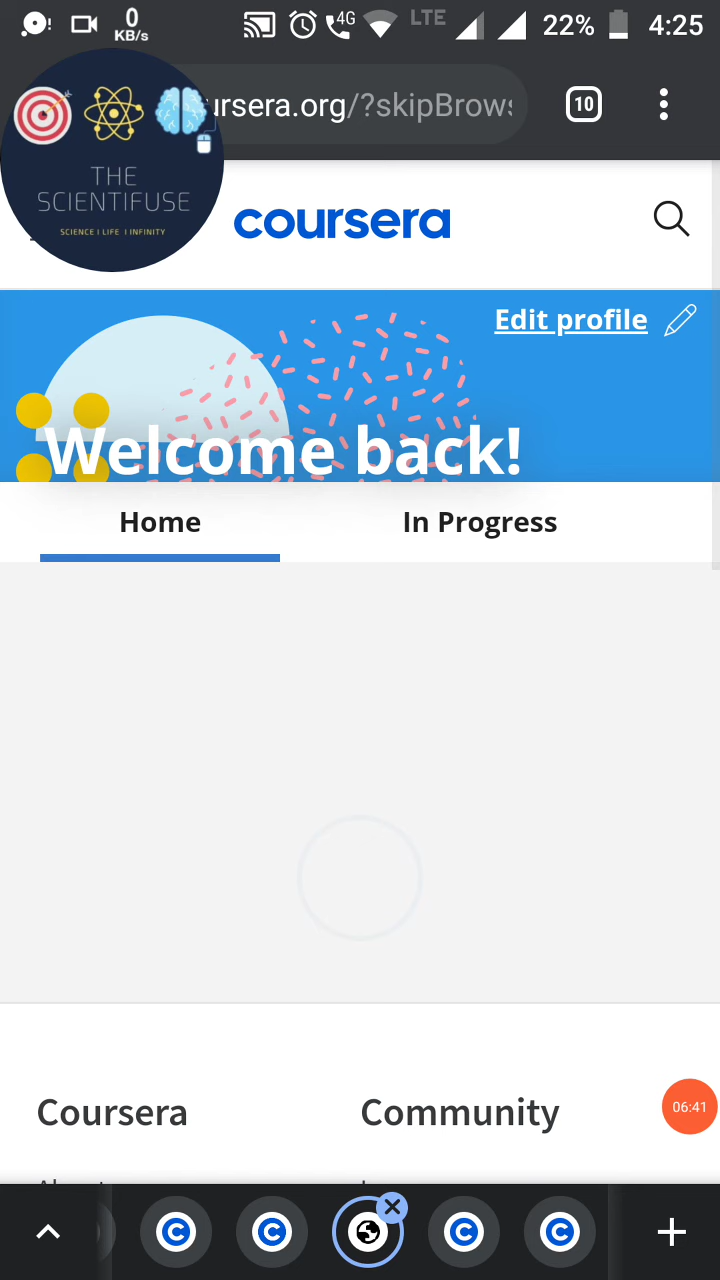 0
KB/s
4G
LTE
22%
4:25
ursera.org/?skipBrows
10
THE
SCIENTIFUSE
SCIENCE | LIFE | INFINITY
coursera
Edit profile
Welcome back!
Home
In Progress
Coursera
Community
06:41